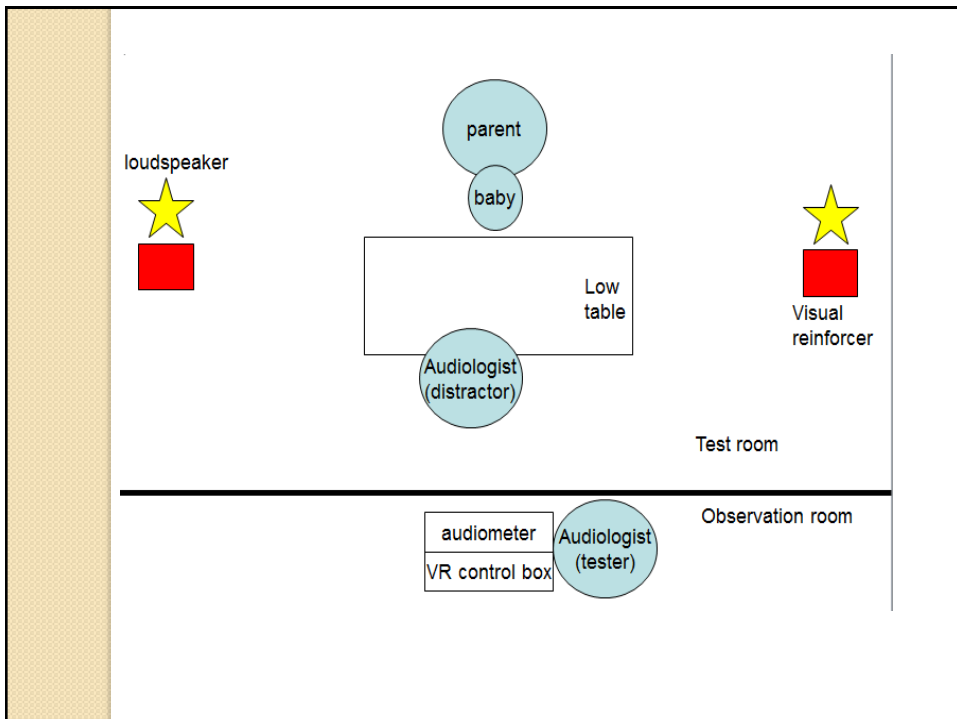 parent
loudspeaker
baby
Low
table
Visual
reinforcer
Audiologist
(distractor)
Test room
Observation room
audiometer
Audiologist
(tester)
VR control box